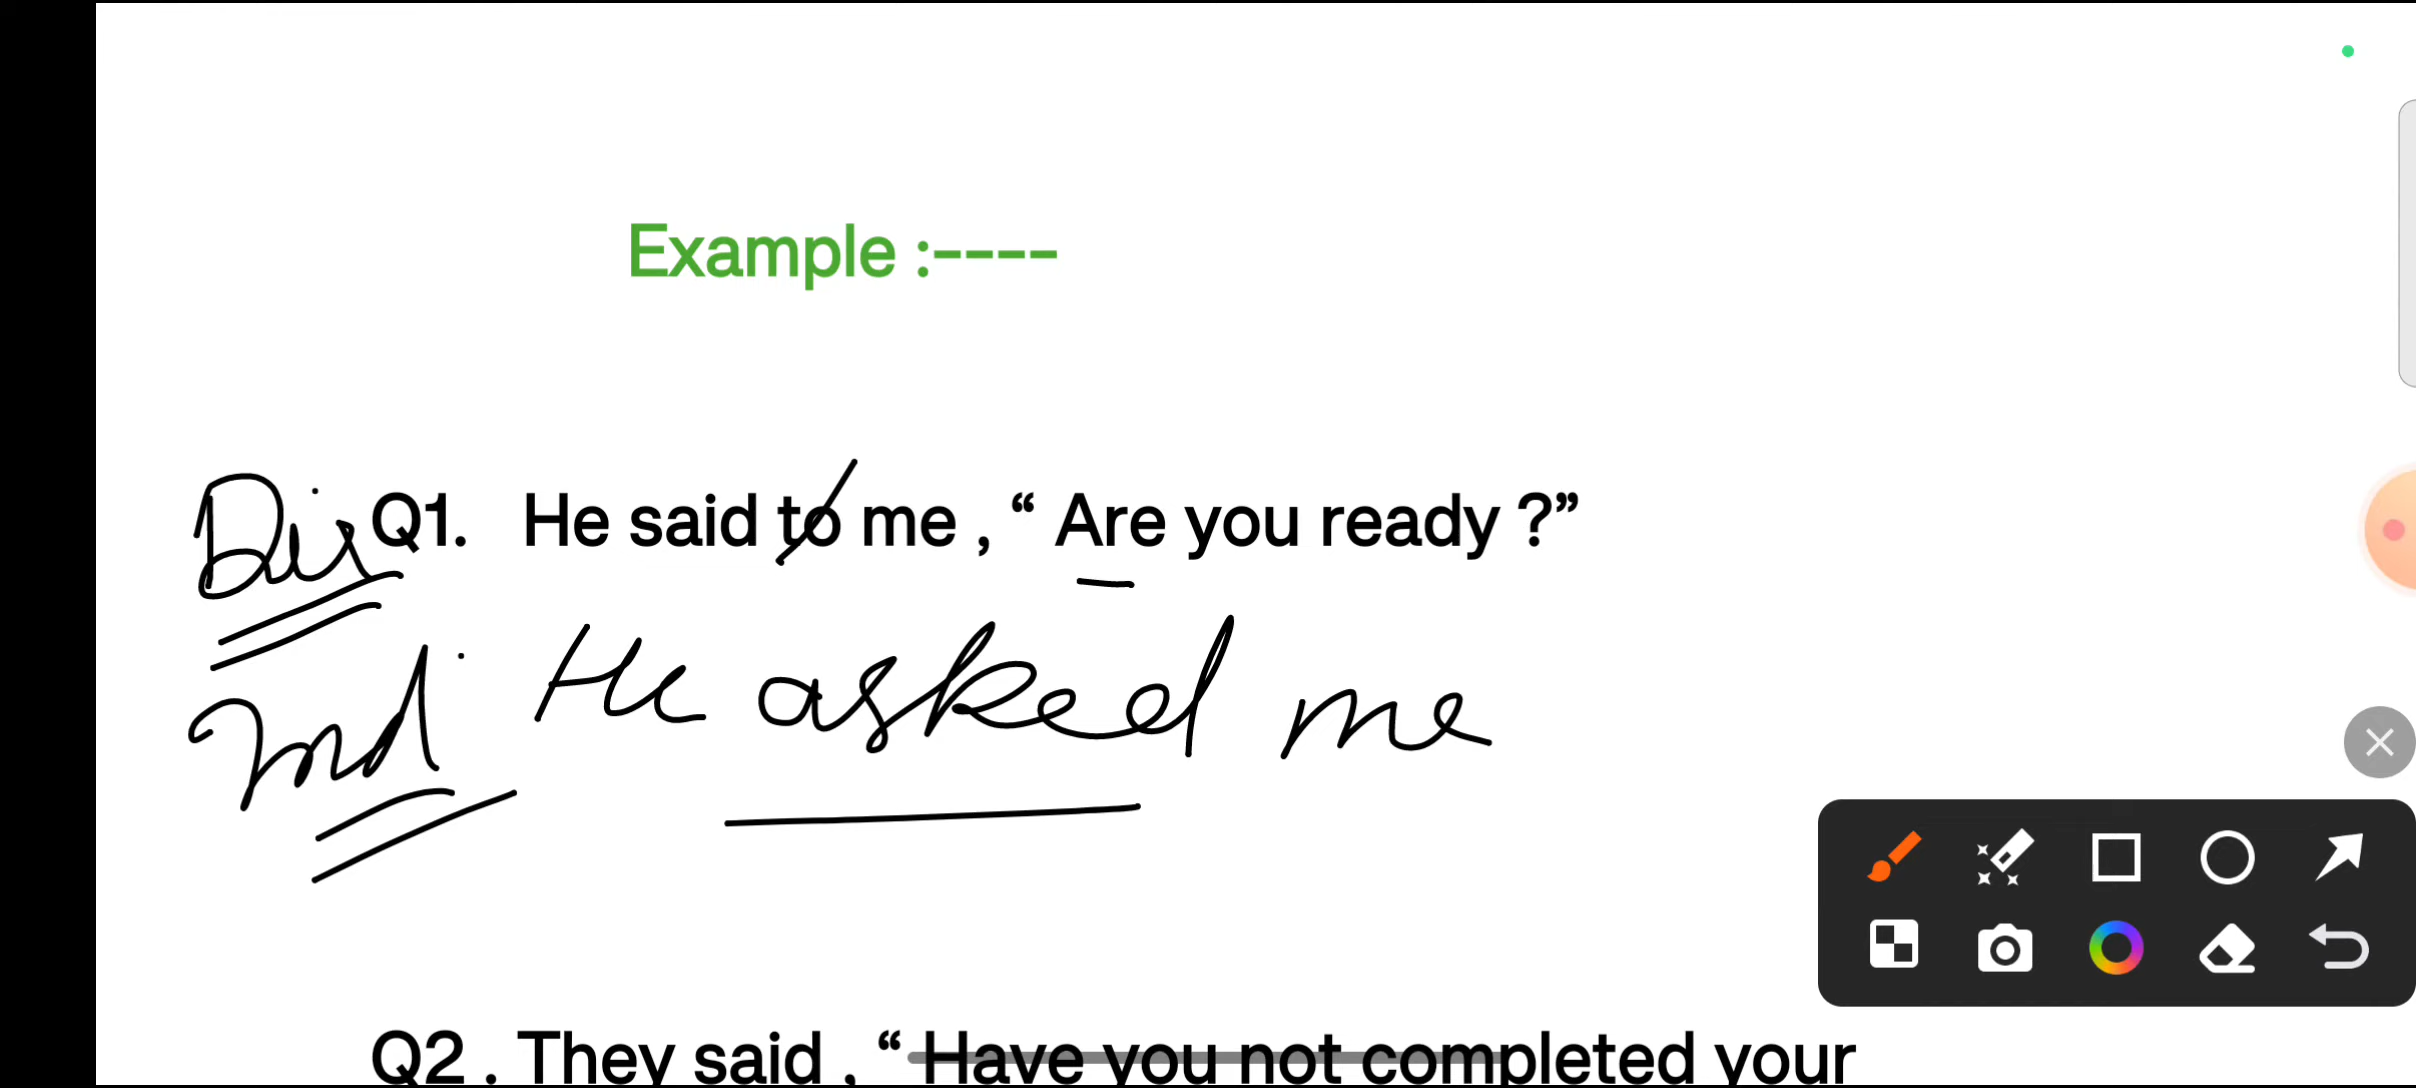 Example :----
Dir Q1. He said to me , “ Are you ready ?”
Ind. He asked me
Q2 . They said , “ Have you not completed your